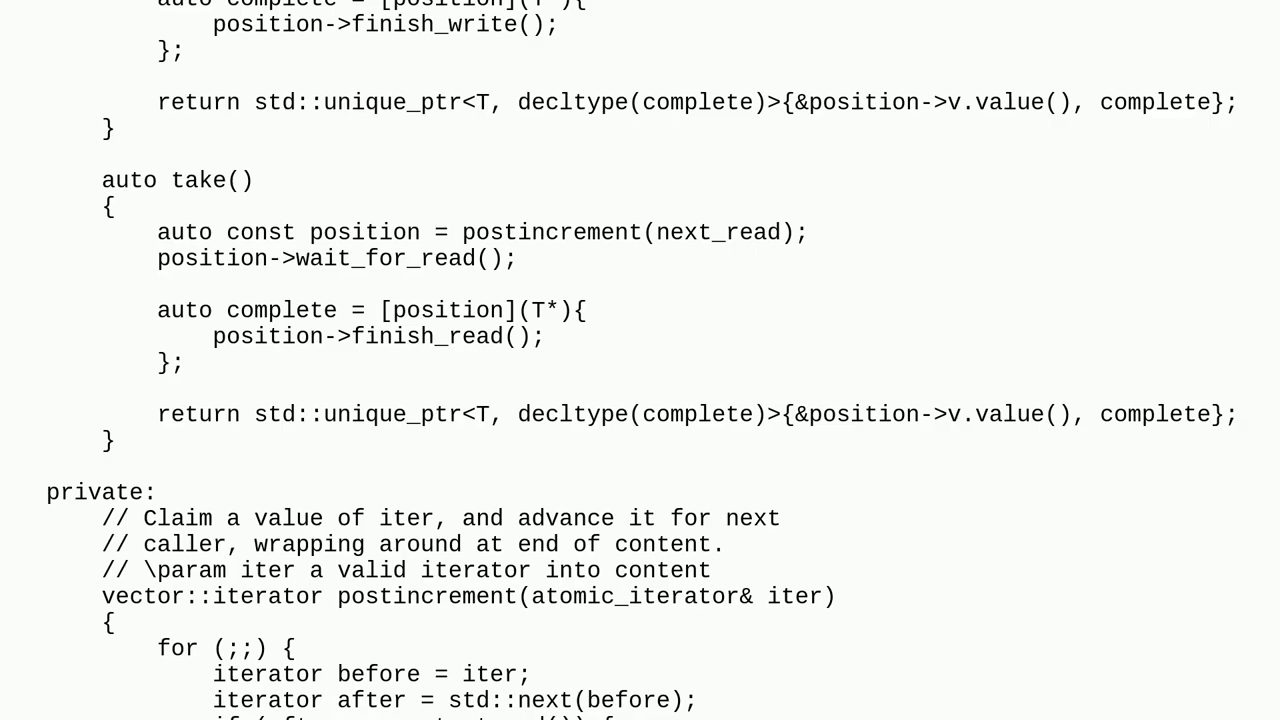 auto complete = [position](T*){
position->finish_write();
};
return std::unique_ptr<T, decltype(complete)>{&position->v.value(), complete};
}
auto take()
{
auto const position = postincrement(next_read);
position->wait_for_read();
auto complete = [position](T*){
position->finish_read();
};
return std::unique_ptr<T, decltype(complete)>{&position->v.value(), complete};
}
private:
// Claim a value of iter, and advance it for next
// caller, wrapping around at end of content.
// \param iter a valid iterator into content
vector::iterator postincrement(atomic_iterator& iter)
{
for (;;) {
iterator before = iter;
iterator after = std::next(before);